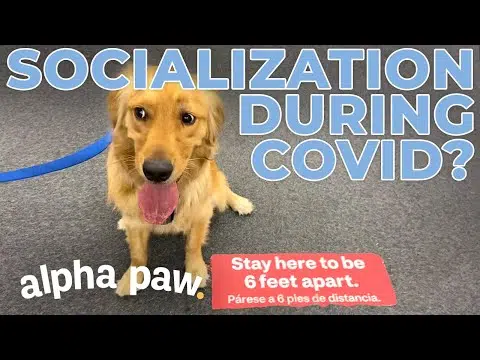 SOCIALIZATION
DURING
COVID?
Stay here to be
6 feet apart.
Párese a 6 pies de distancia.
alpha paw.